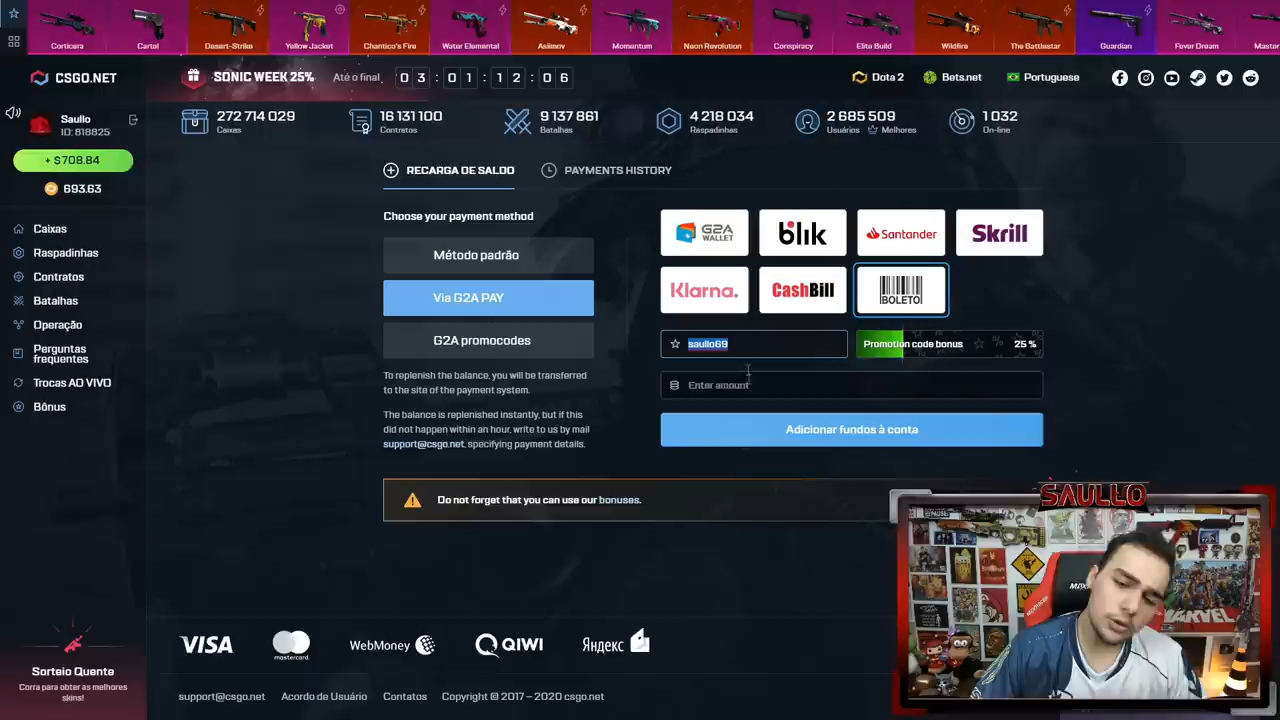 Corticera
Cartel
Desert-Strike
Yellow Jacket
Chantico's Fire
Water Elemental
Asiimov
Momentum
Neon Revolution
Conspiracy
Elite Build
Wildfire
The Battlestar
Guardian
Fever Dream
CSGO.NET
SONIC WEEK 25%
Até o final
03:01:12:06
Dota 2
Bets.net
Portuguese
Saullo
ID: 818825
+ $708.84
693.63
272 714 029
Caixas
16 131 100
Contratos
9 137 861
Batalhas
4 218 034
Raspadinhas
2 685 509
Usuários
Melhores
1 032
On-line
Caixas
Raspadinhas
Contratos
Batalhas
Operação
Perguntas
frequentes
Trocas AO VIVO
Bônus
Sorteio Quente
Corra para obter as melhores
skins!
RECARGA DE SALDO
PAYMENTS HISTORY
Choose your payment method
Método padrão
Via G2A PAY
G2A promocodes
To replenish the balance, you will be transferred
to the site of the payment system.
The balance is replenished instantly, but if this
did not happen within an hour, write to us by mail
support@csgo.net, specifying payment details.
G2A
WALLET
blik
Santander
Skrill
Klarna.
CashBill
BOLETO
saullo69
Promotion code bonus
25 %
Enter amount
Adicionar fundos à conta
Do not forget that you can use our bonuses.
SAULLO
MARVEL
VISA
mastercard.
WebMoney
QIWI
Яндекс
support@csgo.net
Acordo de Usuário
Contatos
Copyright © 2017 – 2020 csgo.net